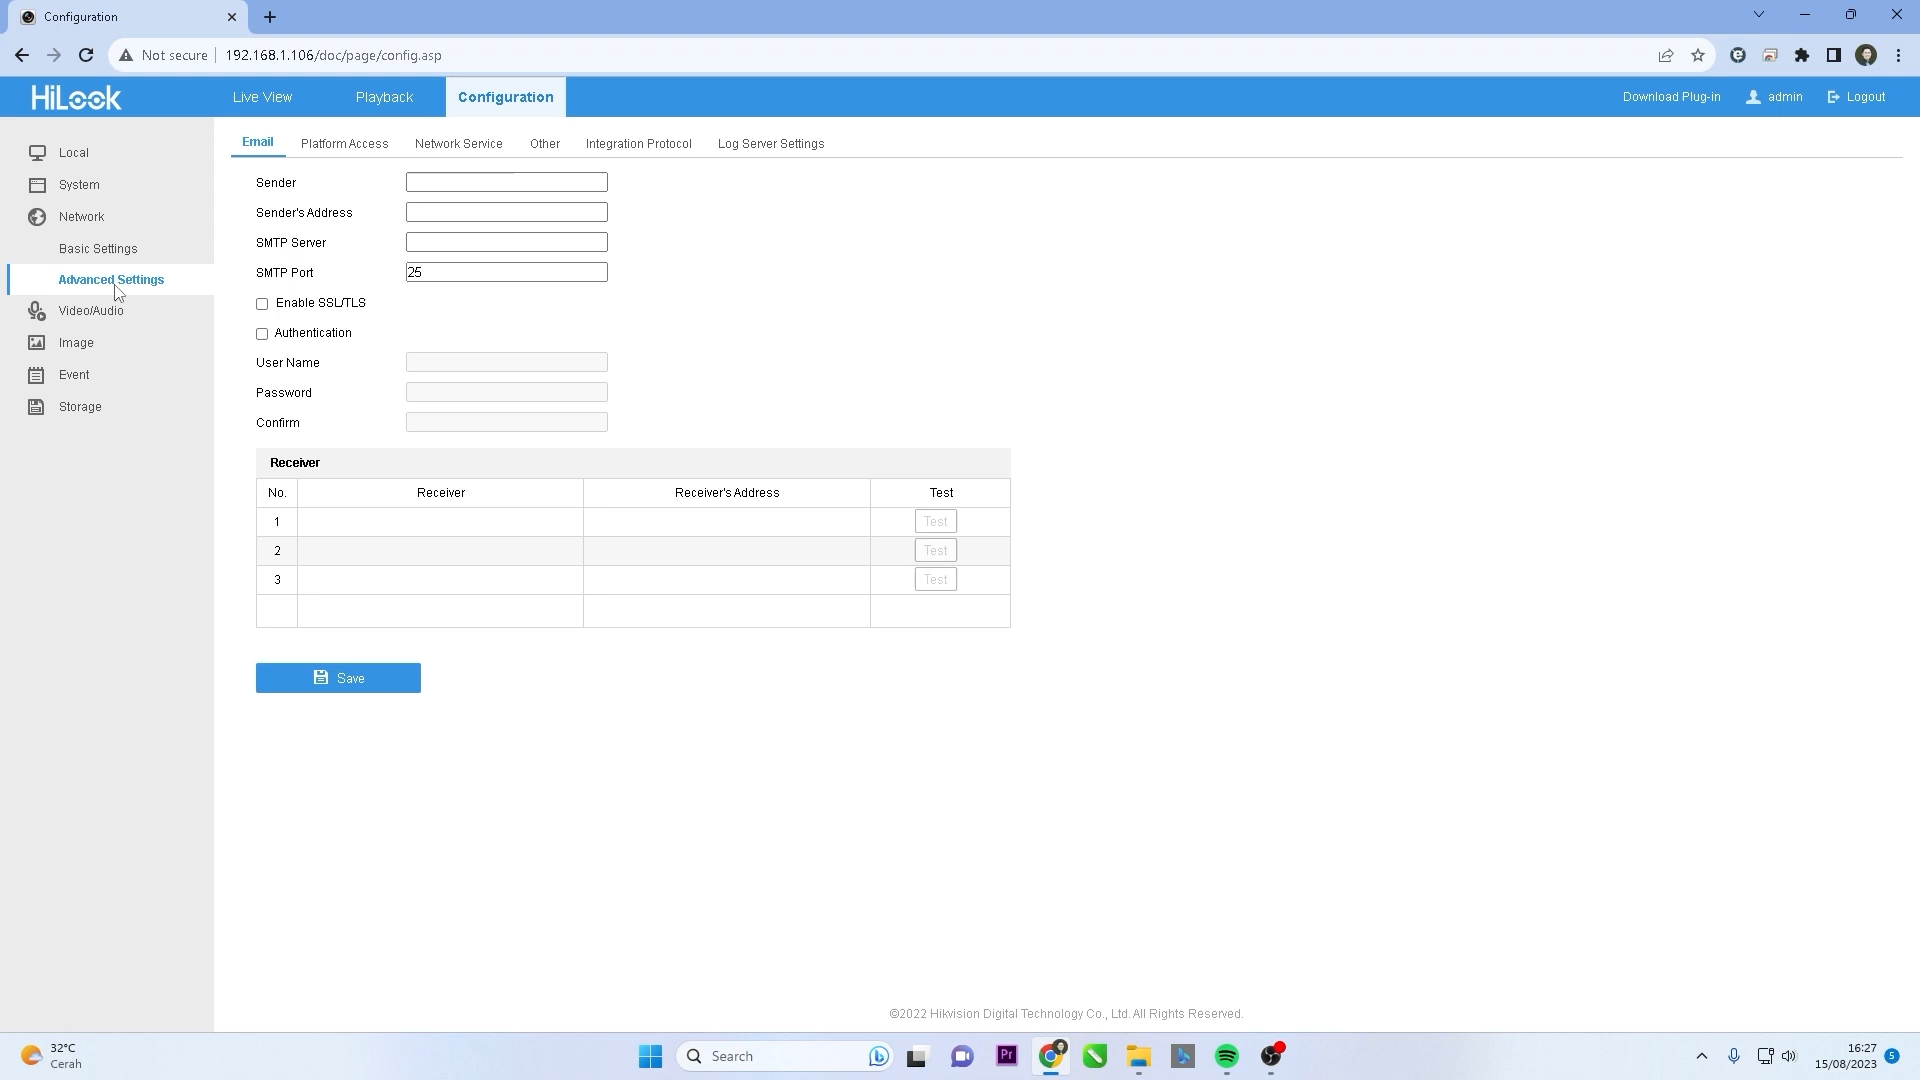 Configuration
Not secure 192.168.1.106/doc/page/config.asp
HiLook Live View Playback Configuration Download Plug-in admin Logout
Local
System
Network
Basic Settings
Advanced Settings
Video/Audio
Image
Event
Storage
Email Platform Access Network Service Other Integration Protocol Log Server Settings
Sender
Sender's Address
SMTP Server
SMTP Port 25
Enable SSL/TLS
Authentication
User Name
Password
Confirm
Receiver
No. Receiver Receiver's Address Test
1 Test
2 Test
3 Test
Save
©2022 Hikvision Digital Technology Co., Ltd. All Rights Reserved.
32°C
Cerah
Search
Pr
16:27
15/08/2023
5